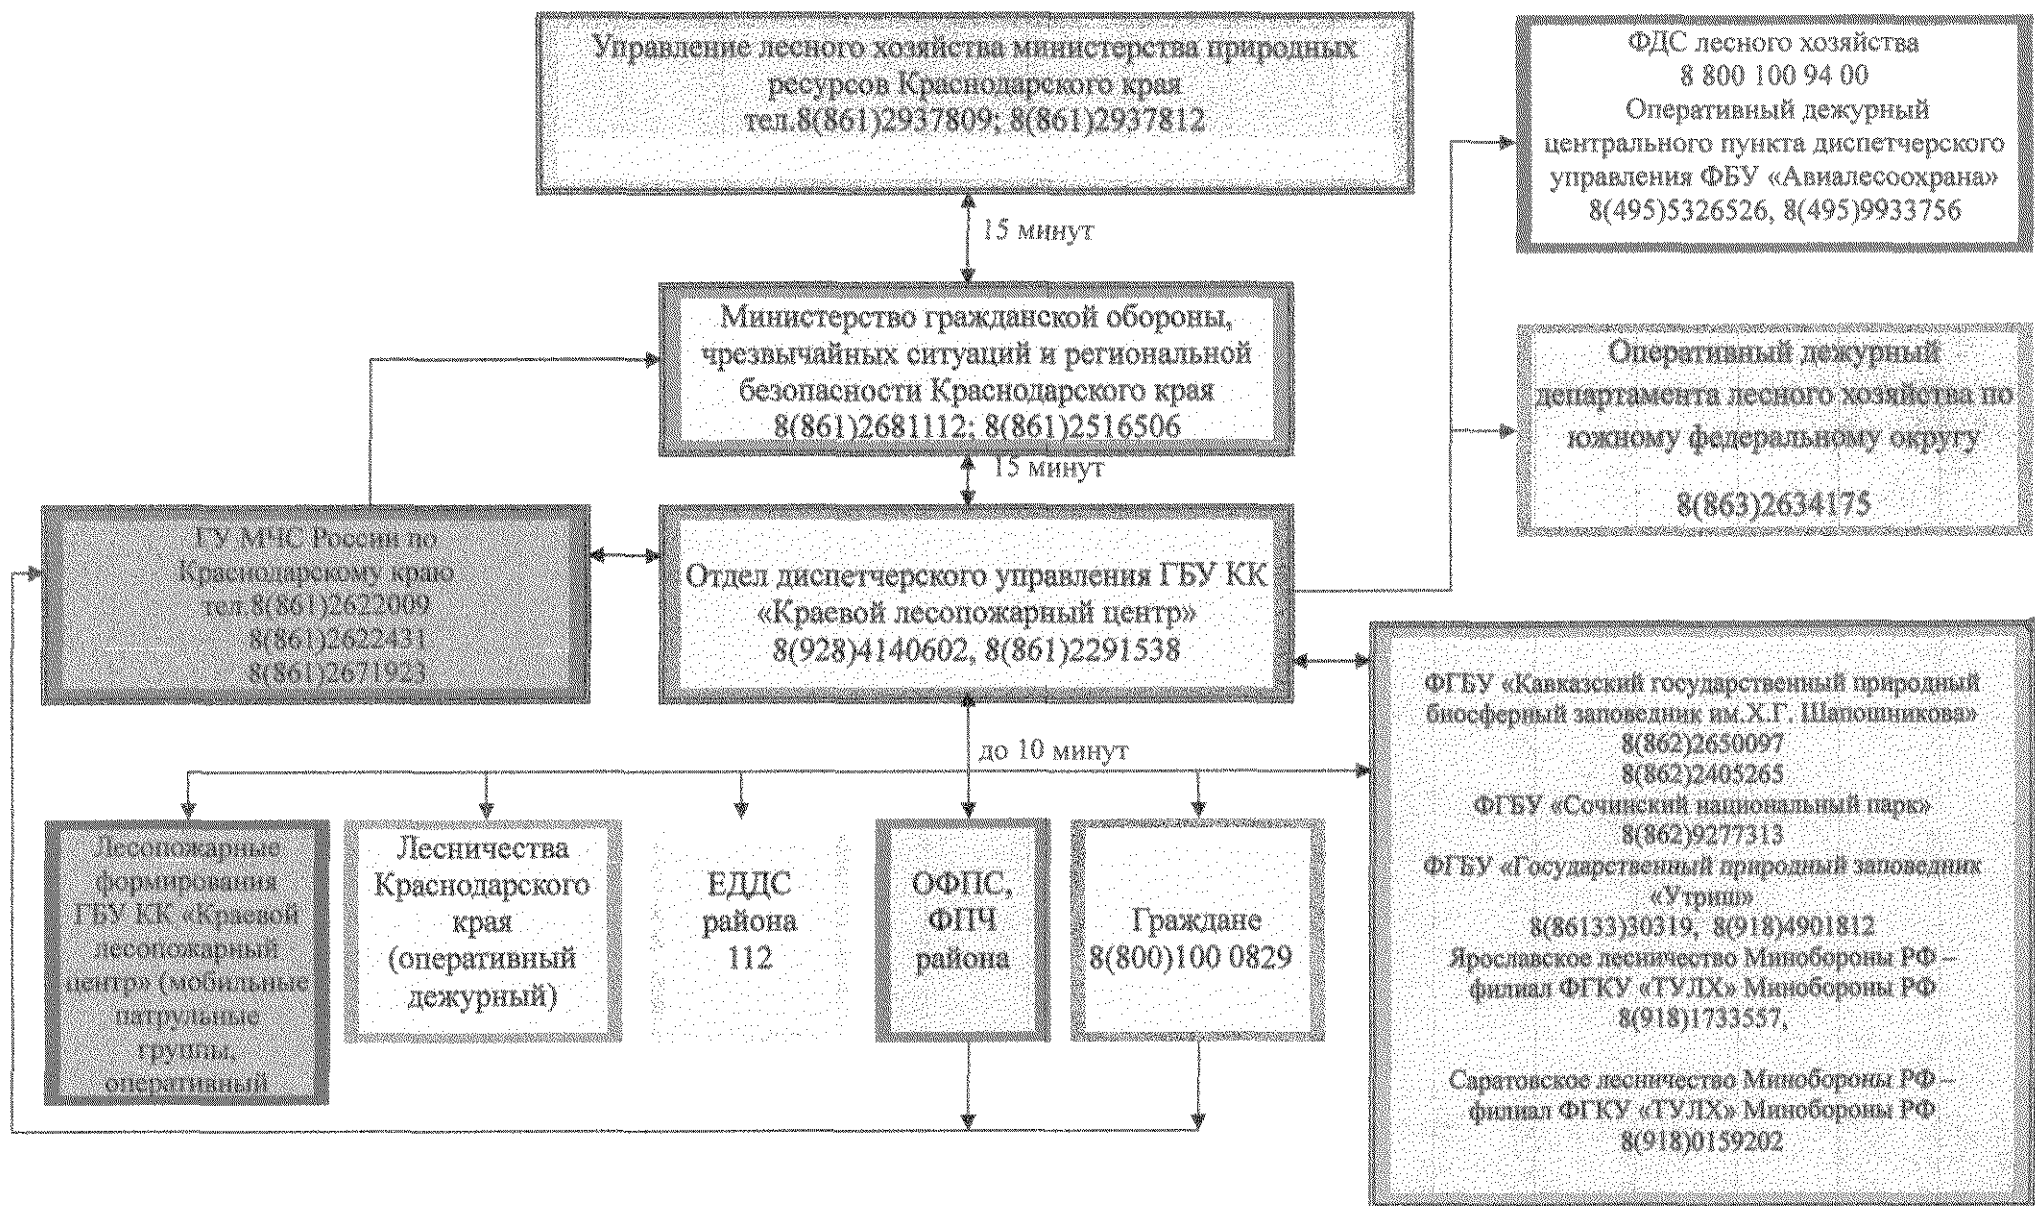 Управление лесного хозяйства министерства природных
ресурсов Краснодарского края
тел.8(861)2937809; 8(861)2937812
ФДС лесного хозяйства
8 800 100 94 00
Оперативный дежурный
центрального пункта диспетчерского
управления ФБУ «Авиалесоохрана»
8(495)5326526, 8(495)9933756
15 минут
Министерство гражданской обороны,
чрезвычайных ситуаций и региональной
безопасности Краснодарского края
8(861)2681112; 8(861)2516506
Оперативный дежурный
департамента лесного хозяйства по
южному федеральному округу
8(863)2634175
15 минут
ГУ МЧС России по
Краснодарскому краю
тел.8(861)2622009
8(861)2622431
8(861)2671923
Отдел диспетчерского управления ГБУ КК
«Краевой лесопожарный центр»
8(928)4140602, 8(861)2291538
до 10 минут
Лесопожарные
формирования
ГБУ КК «Краевой
лесопожарный
центр» (мобильные
патрульные
группы,
оперативный
Лесничества
Краснодарского
края
(оперативный
дежурный)
ЕДДС
района
112
ОФПС,
ФПЧ
района
Граждане
8(800)100 0829
ФГБУ «Кавказский государственный природный
биосферный заповедник им.Х.Г. Шапошникова»
8(862)2650097
8(862)2405265
ФГБУ «Сочинский национальный парк»
8(862)9277313
ФГБУ «Государственный природный заповедник
«Утриш»
8(86133)30319, 8(918)4901812
Ярославское лесничество Минобороны РФ –
филиал ФГКУ «ТУЛХ» Минобороны РФ
8(918)1733557,
Саратовское лесничество Минобороны РФ –
филиал ФГКУ «ТУЛХ» Минобороны РФ
8(918)0159202